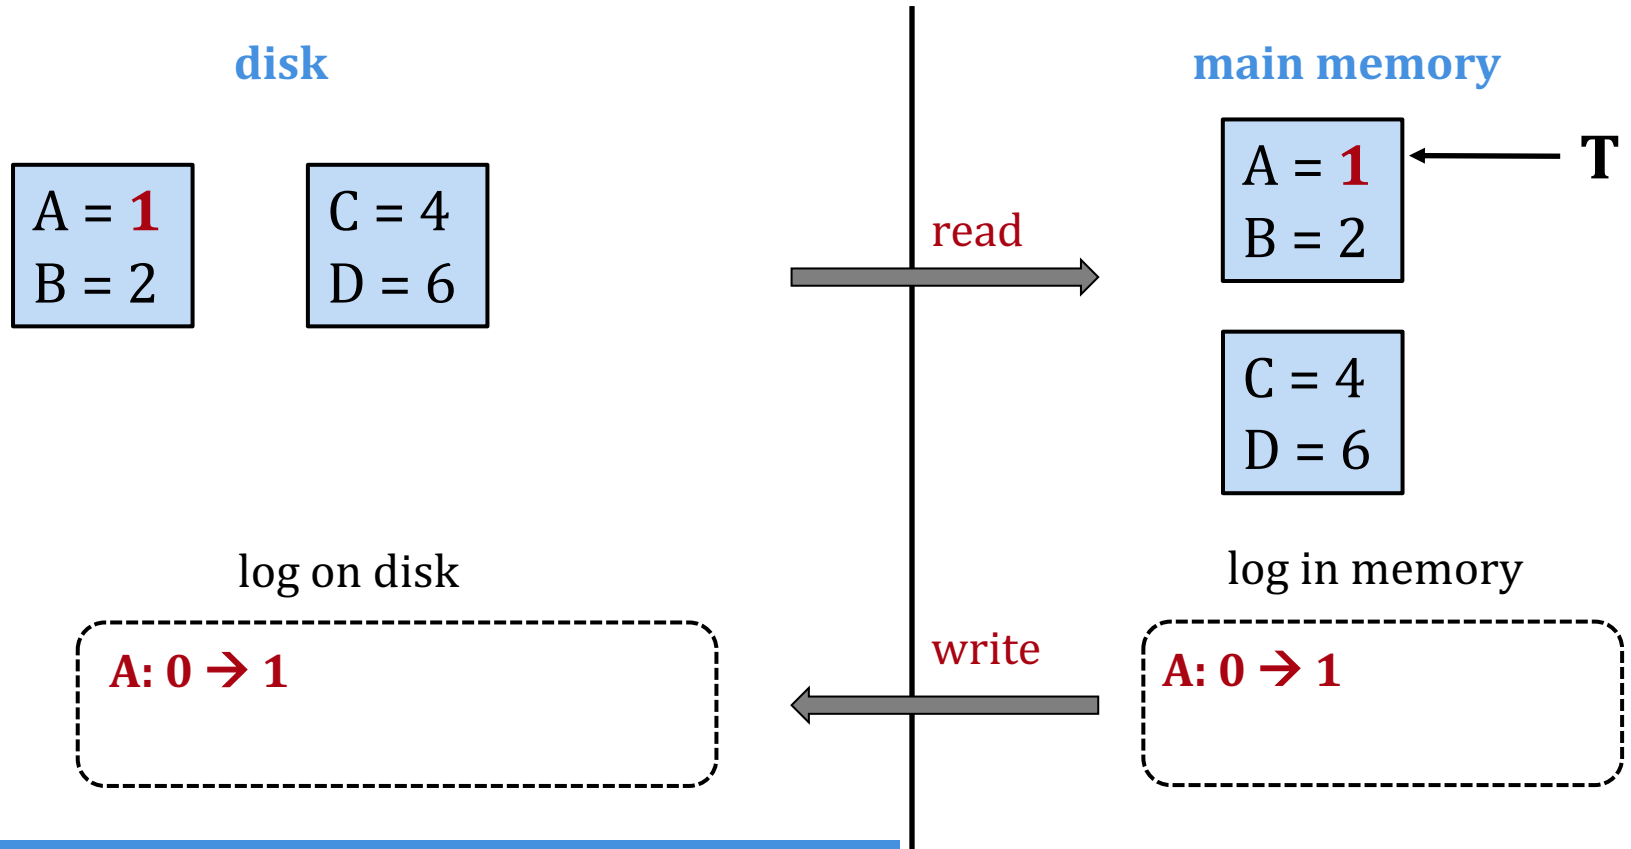 disk
A = 1
B = 2
C = 4
D = 6
log on disk
A: 0 → 1
read
write
main memory
A = 1
B = 2
T
C = 4
D = 6
log in memory
A: 0 → 1